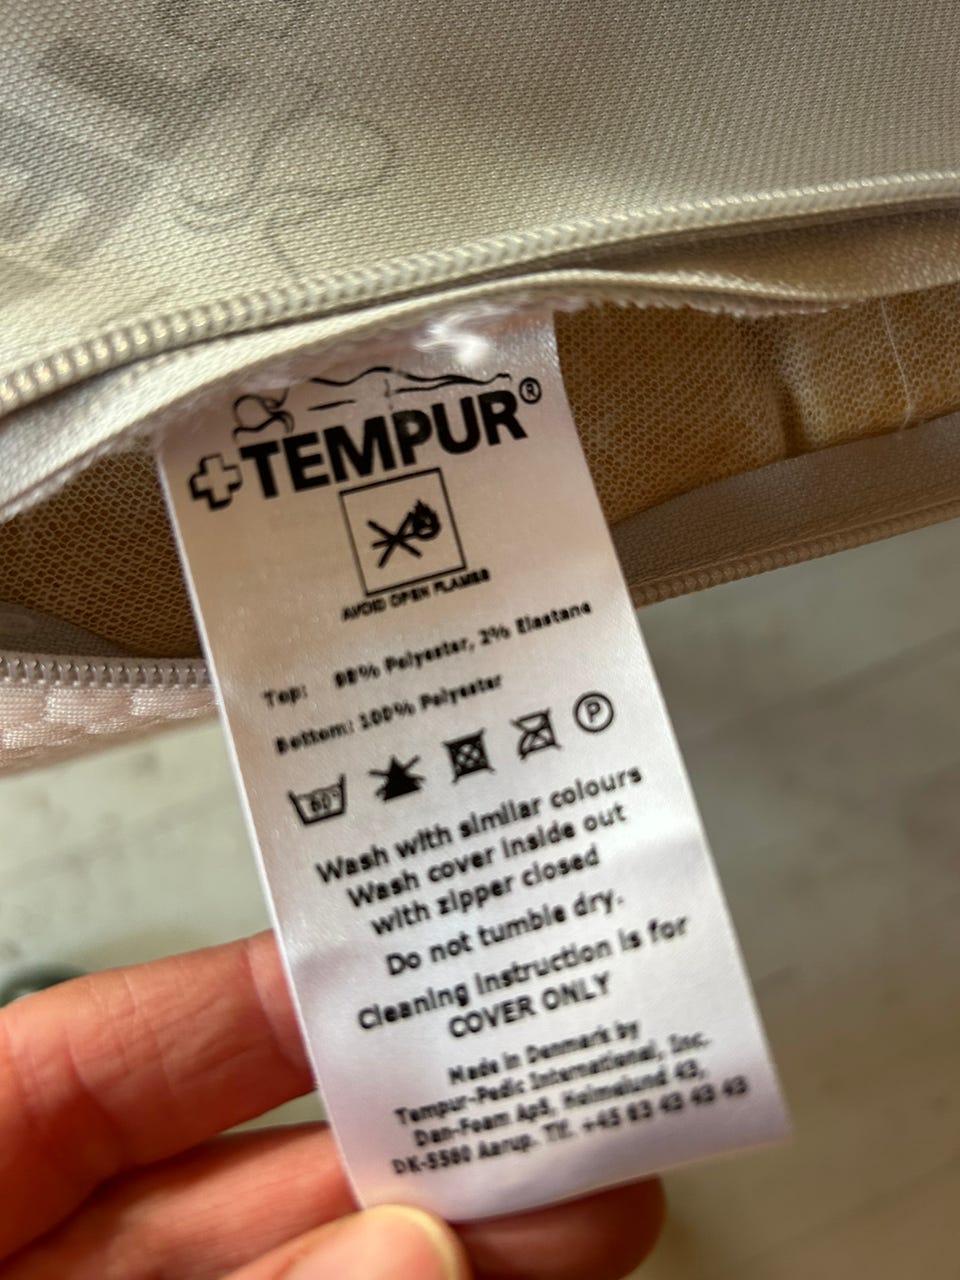 TEMPUR®
AVOID OPEN FLAMES
Top: 98% Polyester, 2% Elastane
Bottom: 100% Polyester
60° P
Wash with similar colours
Wash cover inside out
with zipper closed
Do not tumble dry.
Cleaning instruction is for
COVER ONLY
Made in Denmark by
Tempur-Pedic International, Inc.
Dan-Foam ApS, Holmelund 43,
DK-5560 Aarup. Tlf. +45 63 43 43 43